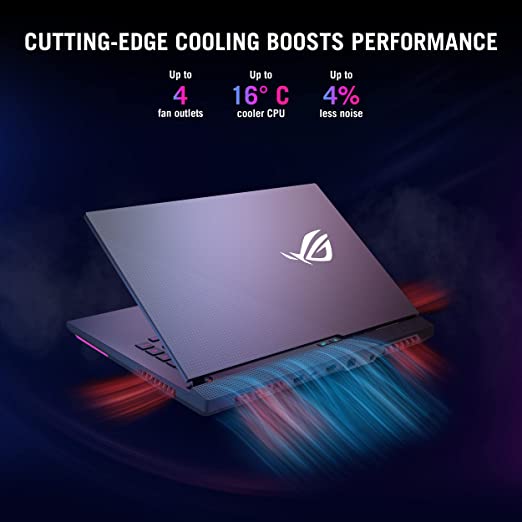 CUTTING-EDGE COOLING BOOSTS PERFORMANCE
Up to
4
fan outlets
Up to
16° C
cooler CPU
Up to
4%
less noise